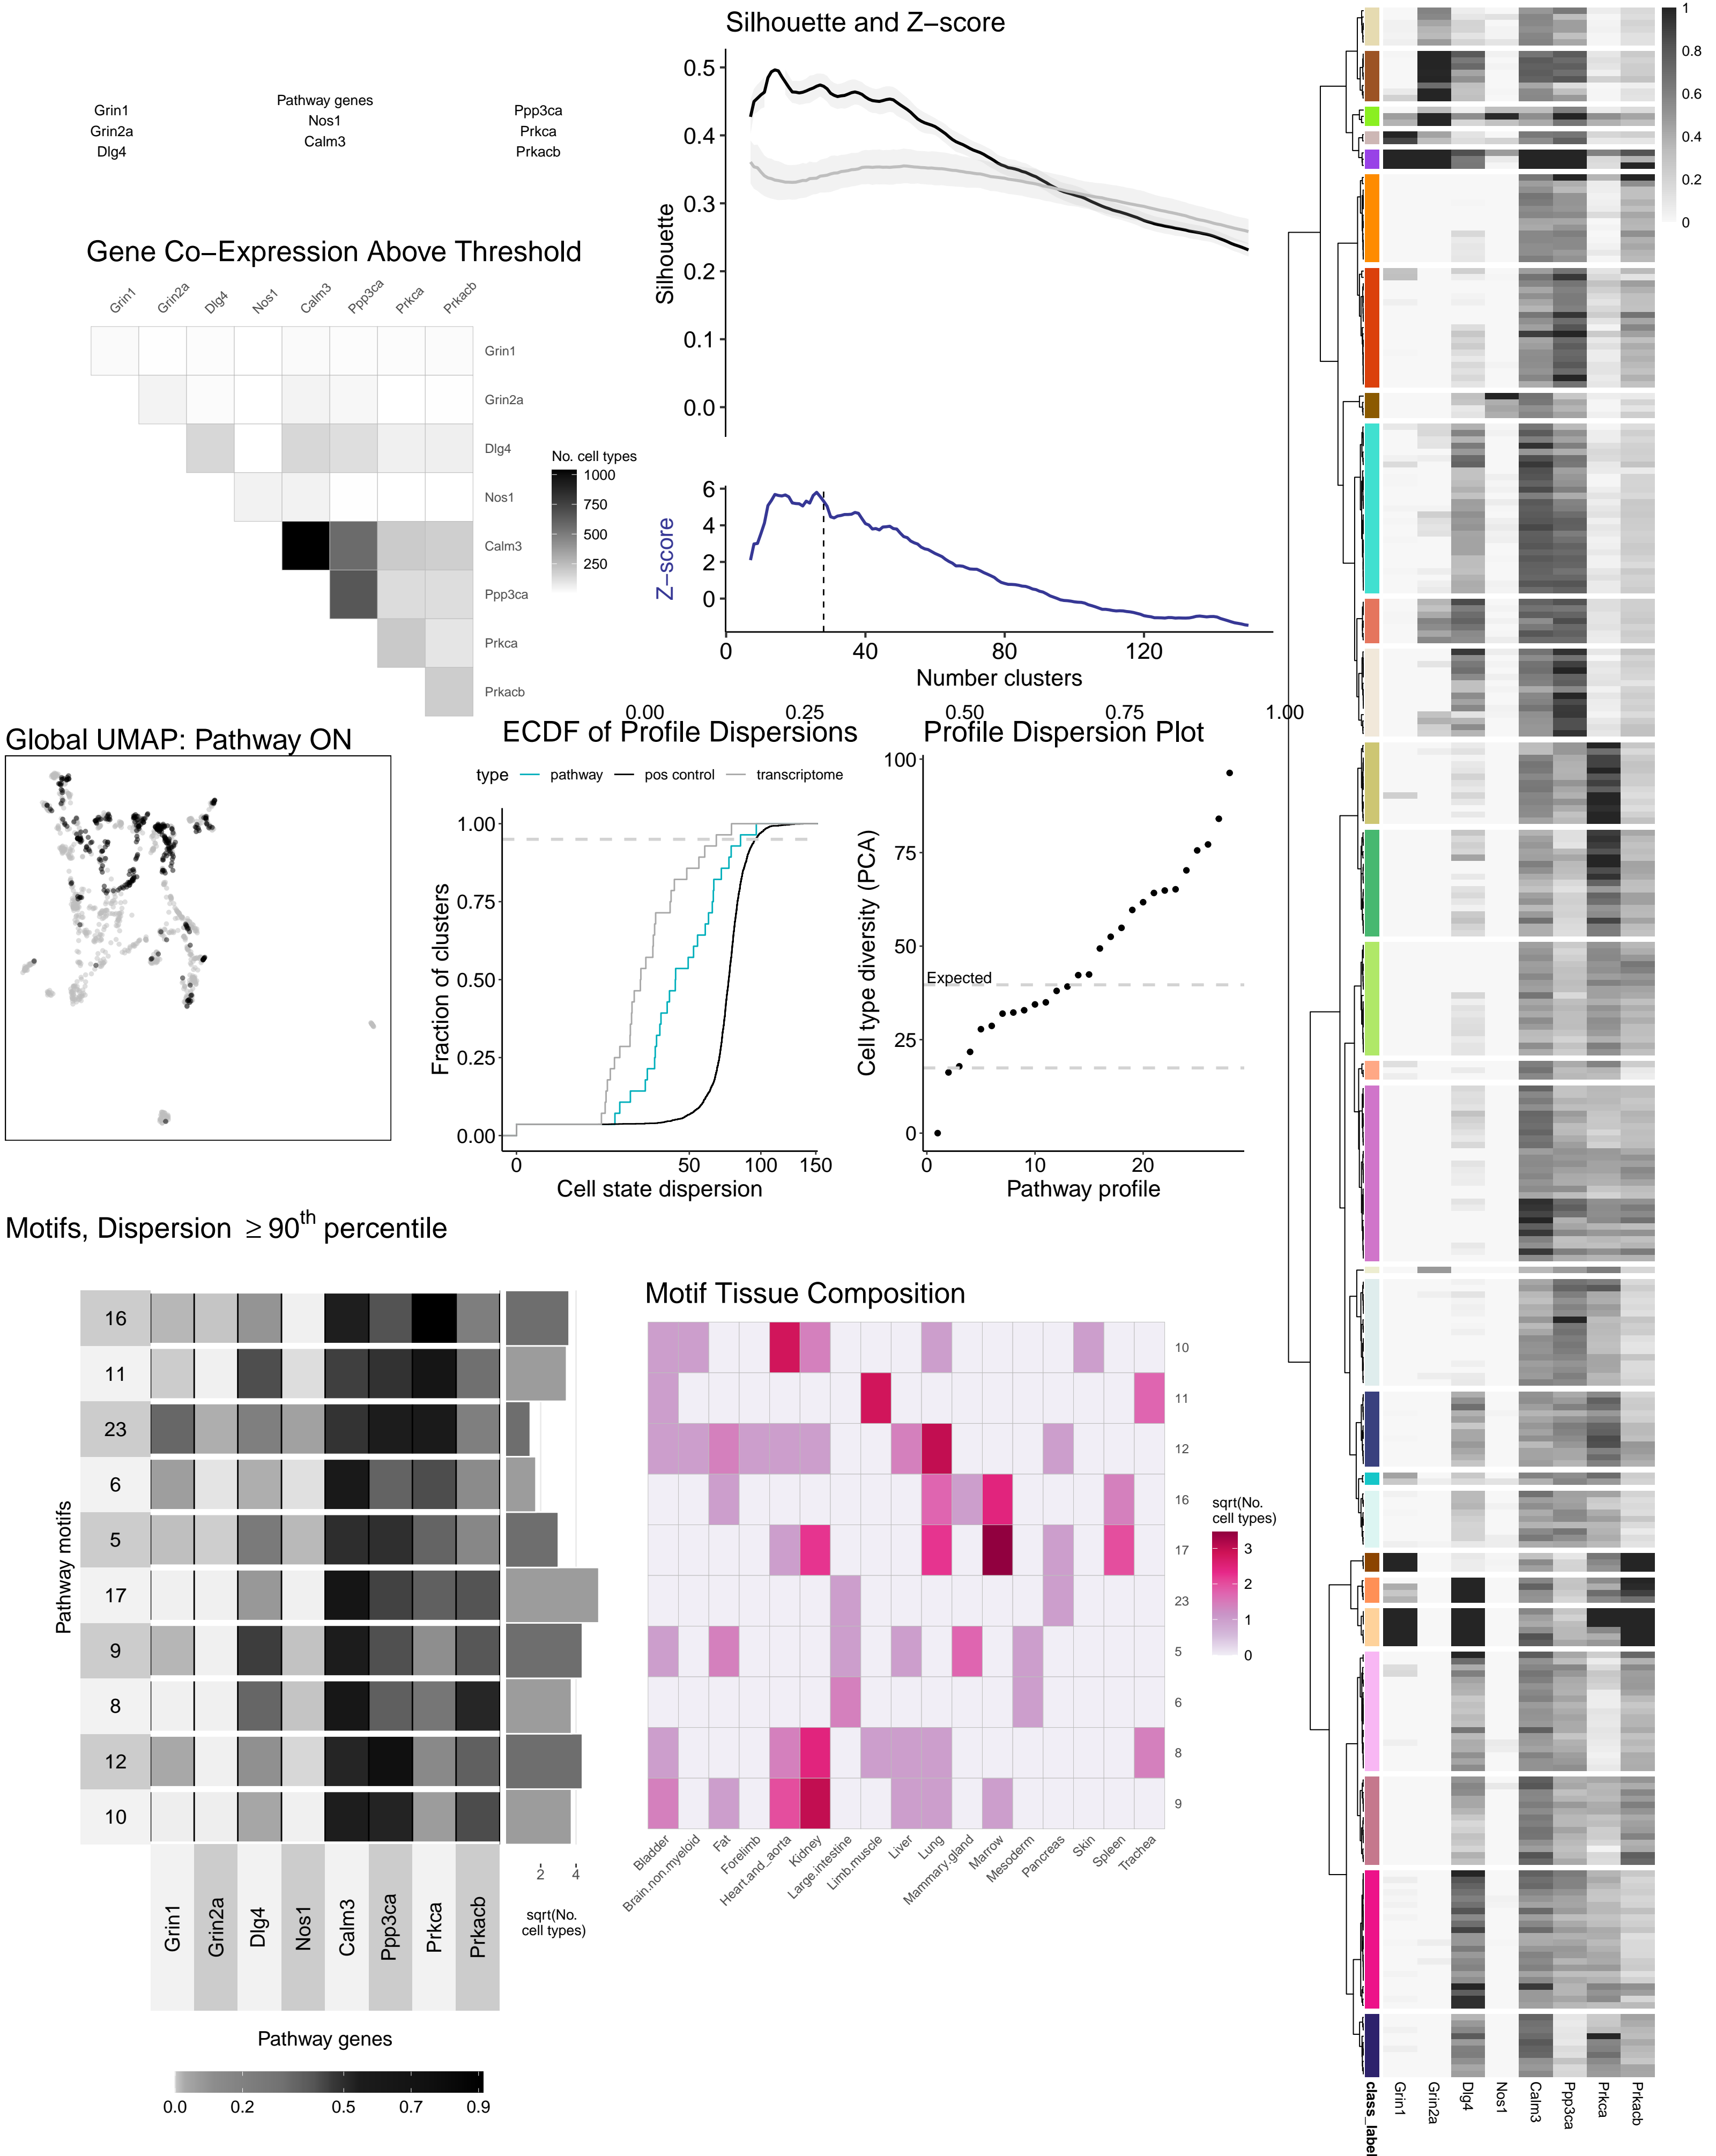 Silhouette and Z−score
Pathway genes
Grin1
Grin2a
Dlg4
Nos1
Calm3
Ppp3ca
Prkca
Prkacb
0.5
0.4
0.3
0.2
0.1
0.0
Silhouette
6
4
2
0
Z−score
0
40
80
120
Number clusters
Gene Co−Expression Above Threshold
Grin1
Grin2a
Dlg4
Nos1
Calm3
Ppp3ca
Prkca
Prkacb
Grin1
Grin2a
Dlg4
Nos1
Calm3
Ppp3ca
Prkca
Prkacb
No. cell types
1000
750
500
250
0.00
0.25
0.50
0.75
1.00
Global UMAP: Pathway ON
ECDF of Profile Dispersions
type pathway pos control transcriptome
1.00
0.75
0.50
0.25
0.00
Fraction of clusters
0
50
100
150
Cell state dispersion
Profile Dispersion Plot
100
75
50
25
0
Cell type diversity (PCA)
Expected
0
10
20
Pathway profile
Motifs, Dispersion ≥ 90th percentile
Pathway motifs
16
11
23
6
5
17
9
8
12
10
Grin1
Grin2a
Dlg4
Nos1
Calm3
Ppp3ca
Prkca
Prkacb
2
4
sqrt(No.
cell types)
Pathway genes
0.0
0.2
0.5
0.7
0.9
Motif Tissue Composition
10
11
12
16
17
23
5
6
8
9
Bladder
Brain.non.myeloid
Fat
Forelimb
Heart.and_aorta
Kidney
Large.intestine
Limb.muscle
Liver
Lung
Mammary.gland
Marrow
Mesoderm
Pancreas
Skin
Spleen
Trachea
sqrt(No.
cell types)
3
2
1
0
1
0.8
0.6
0.4
0.2
0
class_label
Grin1
Grin2a
Dlg4
Nos1
Calm3
Ppp3ca
Prkca
Prkacb